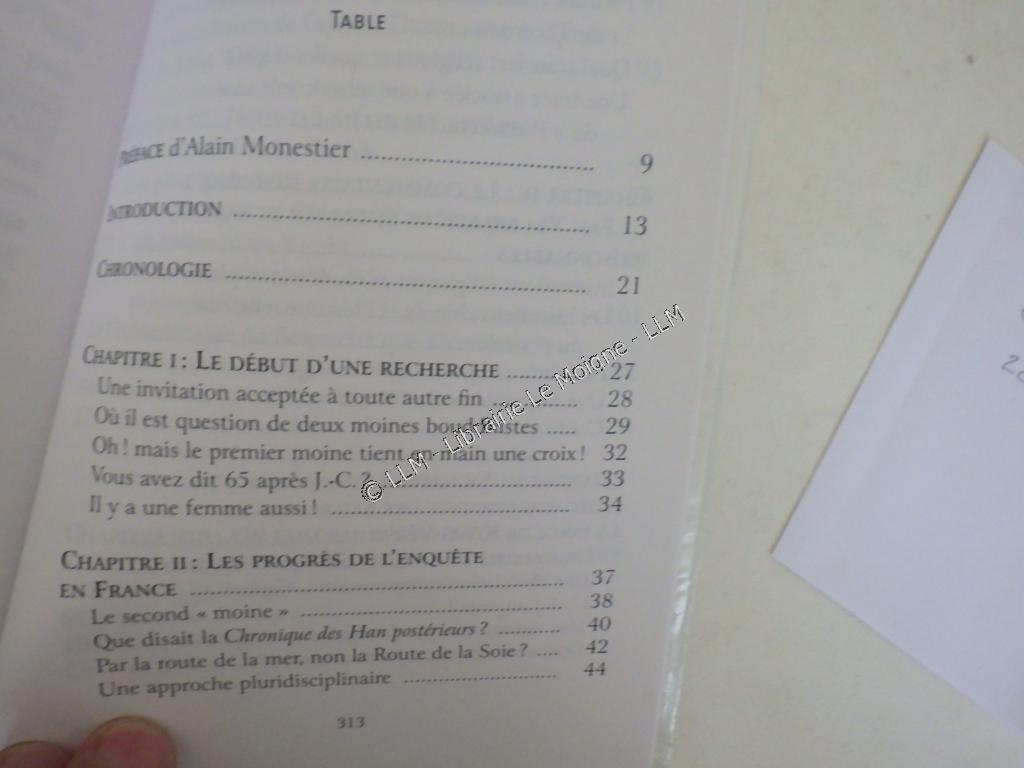 TABLE
PRÉFACE d'Alain Monestier ................................. 9
INTRODUCTION ................................................. 13
CHRONOLOGIE ................................................. 21
CHAPITRE I : LE DÉBUT D'UNE RECHERCHE .......... 27
Une invitation acceptée à toute autre fin ............ 28
Où il est question de deux moines bouddhistes ..... 29
Oh ! mais le premier moine tient en main une croix ! 32
Vous avez dit 65 après J.-C. ? ............................ 33
Il y a une femme aussi ! ................................... 34
CHAPITRE II : LES PROGRÈS DE L'ENQUÊTE
EN FRANCE .................................................... 37
Le second « moine » ...................................... 38
Que disait la Chronique des Han postérieurs ? ........... 40
Par la route de la mer, non la Route de la Soie ? .... 42
Une approche pluridisciplinaire ......................... 44
313
© LLM - Librairie Le Moigne - LLM